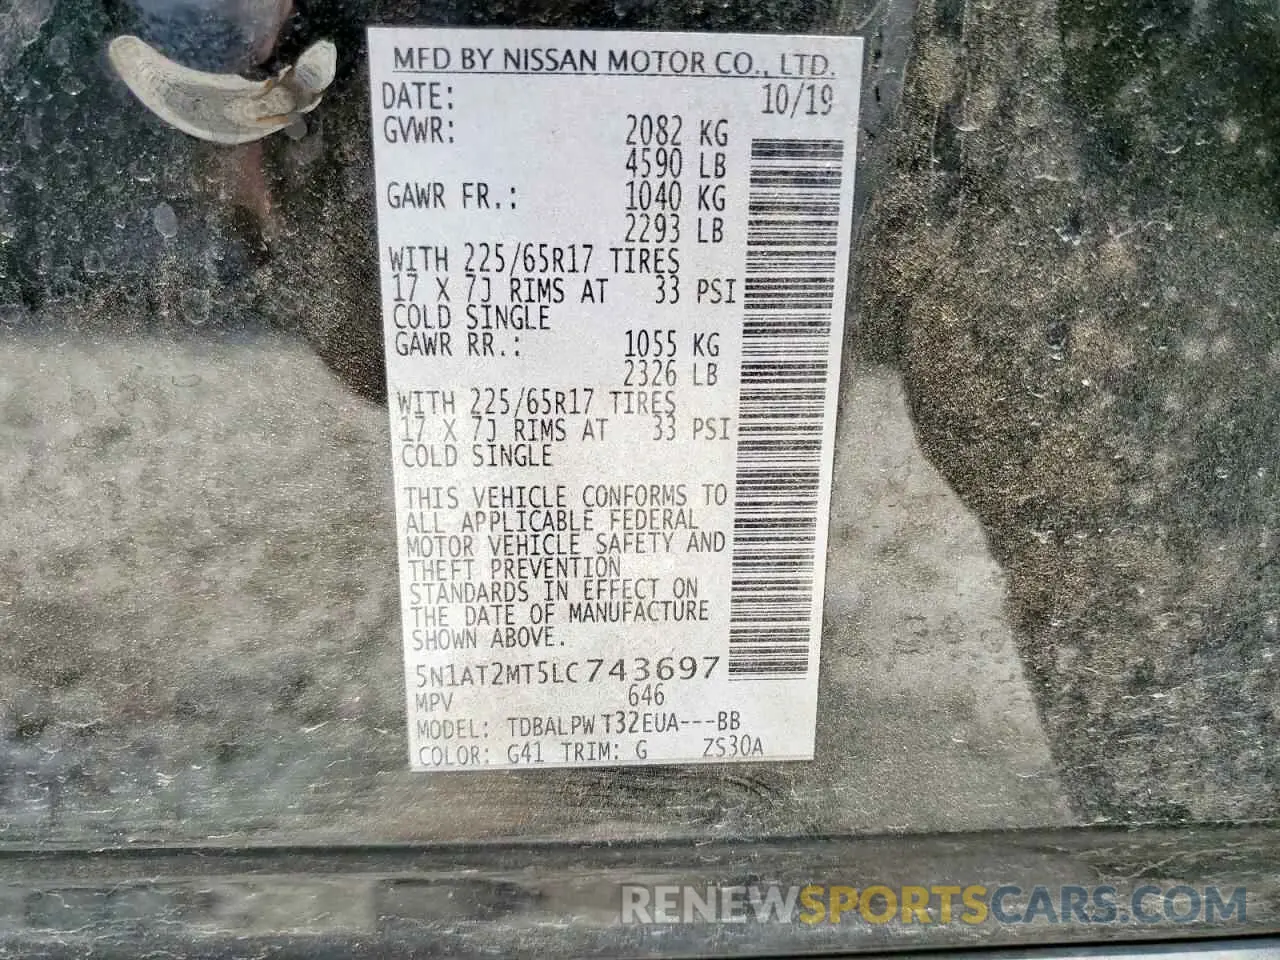 MFD BY NISSAN MOTOR CO., LTD.
DATE: 10/19
GVWR: 2082 KG
4590 LB
GAWR FR.: 1040 KG
2293 LB
WITH 225/65R17 TIRES
17 X 7J RIMS AT 33 PSI
COLD SINGLE
GAWR RR.: 1055 KG
2326 LB
WITH 225/65R17 TIRES
17 X 7J RIMS AT 33 PSI
COLD SINGLE
THIS VEHICLE CONFORMS TO
ALL APPLICABLE FEDERAL
MOTOR VEHICLE SAFETY AND
THEFT PREVENTION
STANDARDS IN EFFECT ON
THE DATE OF MANUFACTURE
SHOWN ABOVE.
5N1AT2MT5LC743697
MPV 646
MODEL: TDBALPW T32EUA---BB
COLOR: G41 TRIM: G ZS30A
RENEWSPORTSCARS.COM